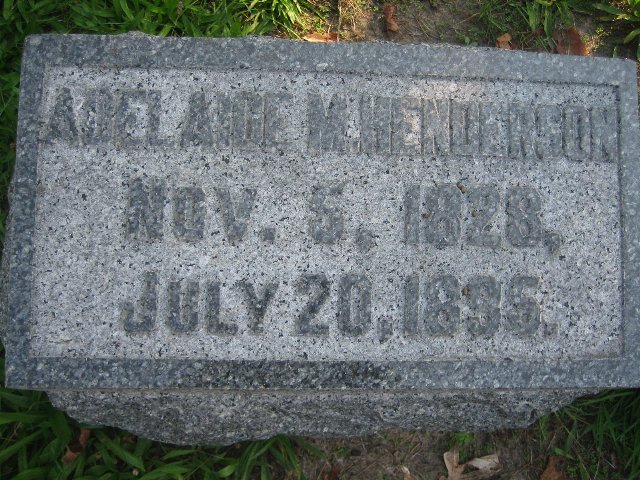 ADELAIDE M. HENDERSON
NOV. 5, 1828,
JULY 20, 1895.